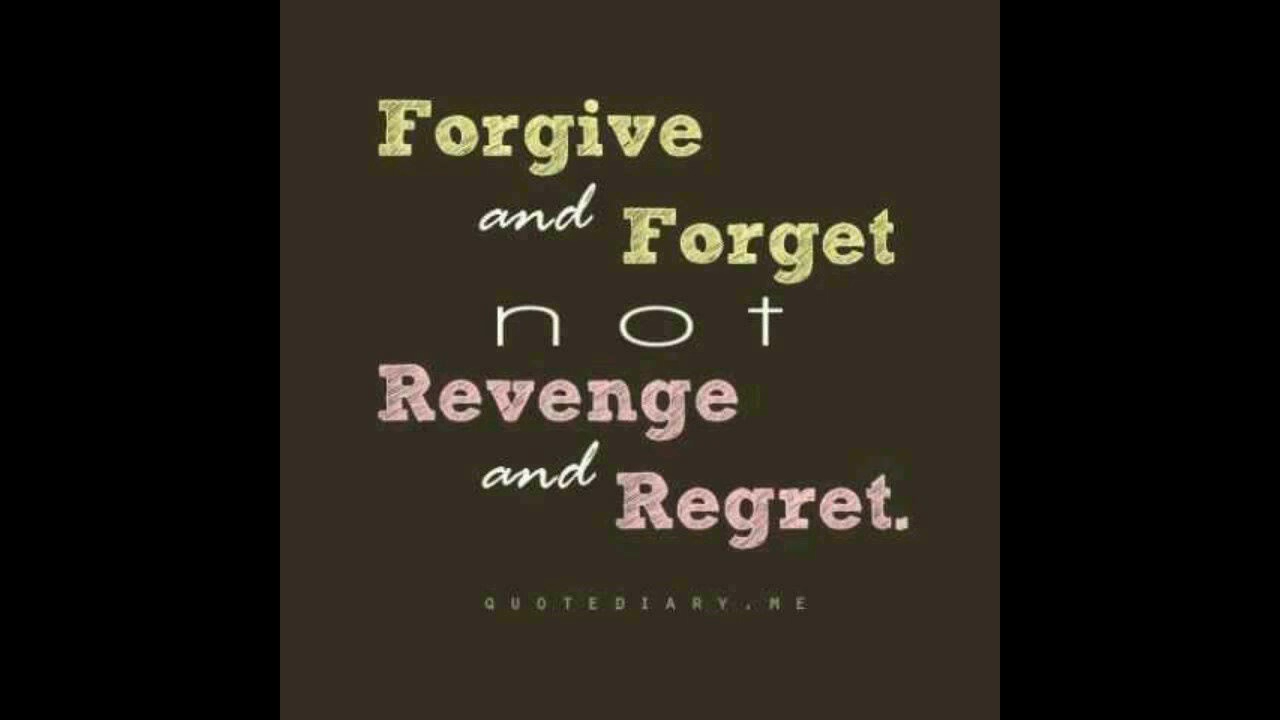 Forgive
and Forget
not
Revenge
and Regret.
QUOTEDIARY.ME